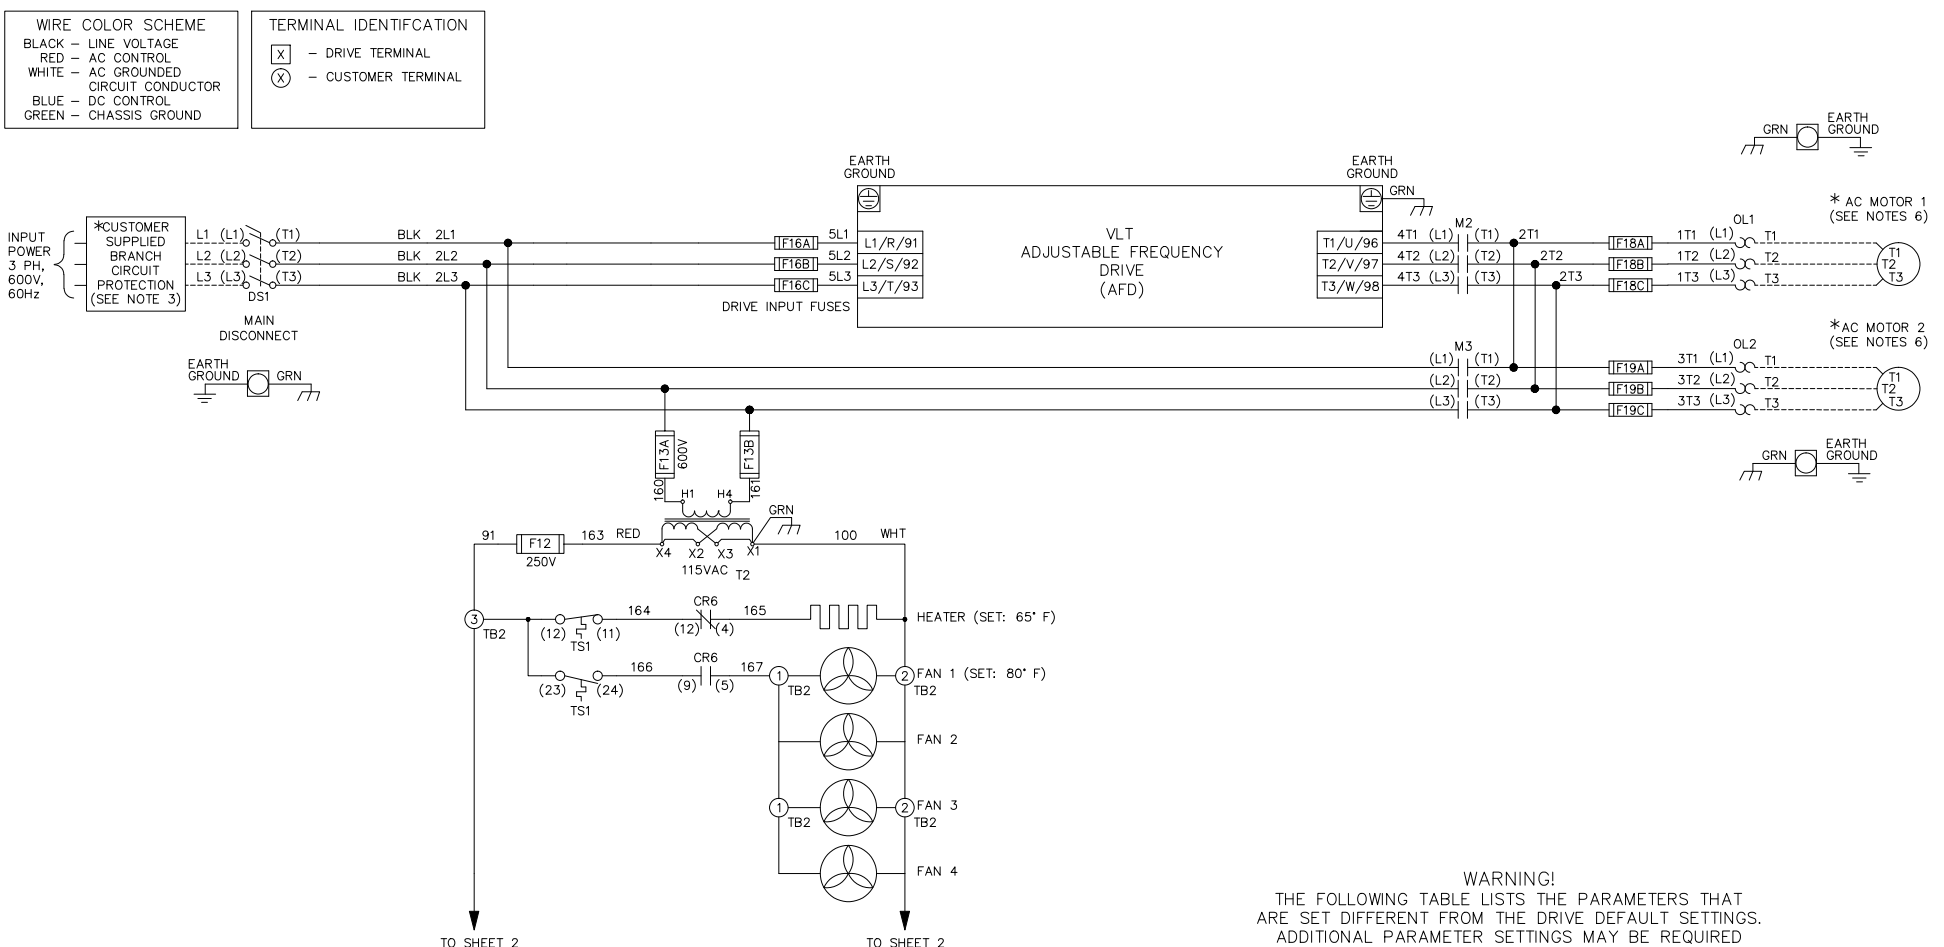 WIRE COLOR SCHEME
BLACK – LINE VOLTAGE
RED – AC CONTROL
WHITE – AC GROUNDED
CIRCUIT CONDUCTOR
BLUE – DC CONTROL
GREEN – CHASSIS GROUND
TERMINAL IDENTIFCATION
X – DRIVE TERMINAL
X – CUSTOMER TERMINAL
INPUT
POWER
3 PH,
600V,
60Hz
*CUSTOMER
SUPPLIED
BRANCH
CIRCUIT
PROTECTION
(SEE NOTE 3)
L1 (L1) (T1) BLK 2L1 F16A 5L1
L2 (L2) (T2) BLK 2L2 F16B 5L2
L3 (L3) (T3) BLK 2L3 F16C 5L3
DS1
MAIN
DISCONNECT
EARTH
GROUND GRN
DRIVE INPUT FUSES
EARTH
GROUND
L1/R/91
L2/S/92
L3/T/93
VLT
ADJUSTABLE FREQUENCY
DRIVE
(AFD)
EARTH
GROUND
GRN
T1/U/96
T2/V/97
T3/W/98
M2
4T1 (L1) (T1) 2T1 F18A 1T1 (L1) T1
4T2 (L2) (T2) 2T2 F18B 1T2 (L2) T2
4T3 (L3) (T3) 2T3 F18C 1T3 (L3) T3
OL1
GRN EARTH
GROUND
* AC MOTOR 1
(SEE NOTES 6)
T1
T2
T3
M3
(L1) (T1) F19A 3T1 (L1) T1
(L2) (T2) F19B 3T2 (L2) T2
(L3) (T3) F19C 3T3 (L3) T3
OL2
*AC MOTOR 2
(SEE NOTES 6)
T1
T2
T3
GRN EARTH
GROUND
F13A
600V
F13B
160
161
H1 H4
GRN
91 F12 163 RED
250V
X4 X2 X3 X1
100 WHT
115VAC T2
3
TB2
(12) (11)
TS1
164
CR6
(12) (4)
165
HEATER (SET: 65° F)
(23) (24)
TS1
166
CR6
(9) (5)
167
1
TB2
2
TB2
FAN 1 (SET: 80° F)
FAN 2
1
TB2
2
TB2
FAN 3
FAN 4
TO SHEET 2
TO SHEET 2
WARNING!
THE FOLLOWING TABLE LISTS THE PARAMETERS THAT
ARE SET DIFFERENT FROM THE DRIVE DEFAULT SETTINGS.
ADDITIONAL PARAMETER SETTINGS MAY BE REQUIRED